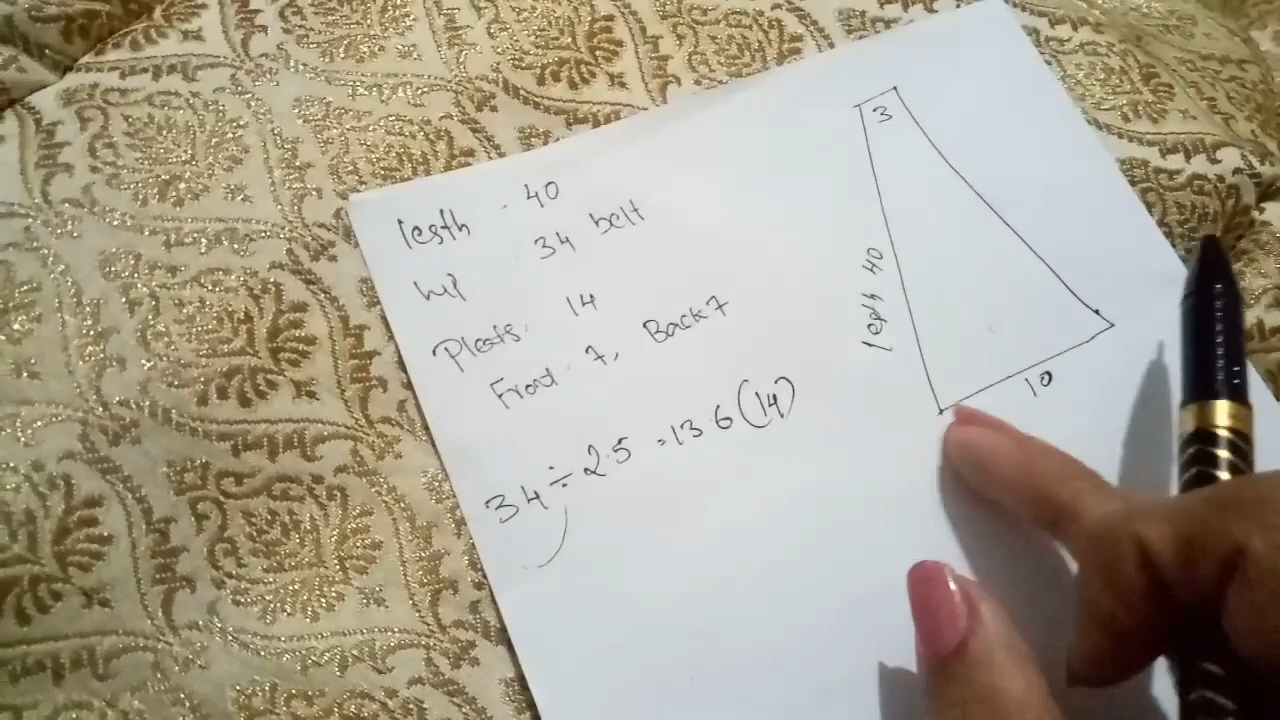 length - 40
hip 34 belt
Pleats. 14
Front. 7, Back 7
34 ÷ 2.5 = 13.6 (14)
3
length 40
10